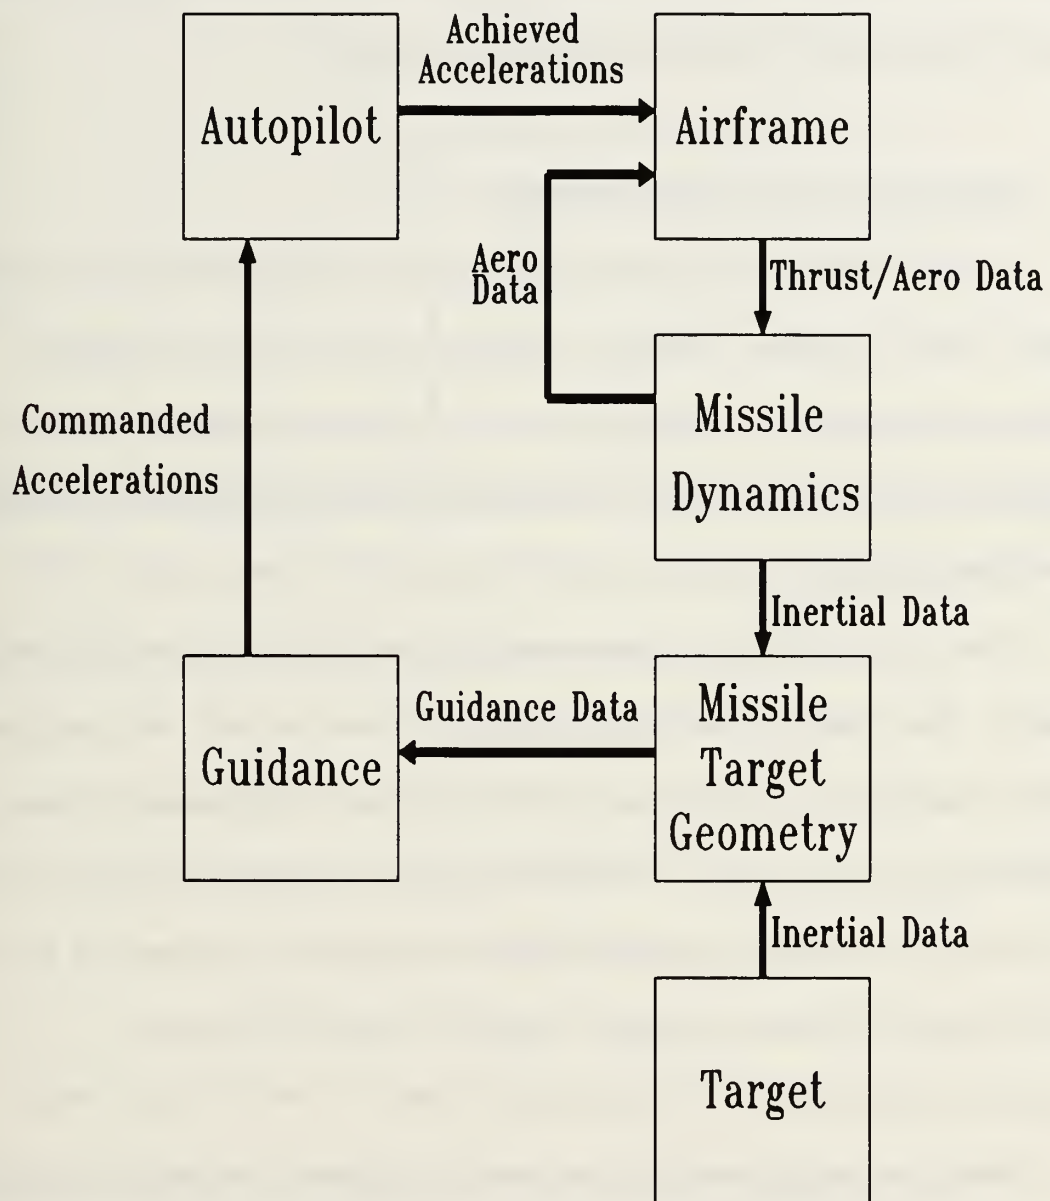 Achieved
Accelerations
Autopilot
Airframe
Aero
Data
Thrust/Aero Data
Commanded
Accelerations
Missile
Dynamics
Inertial Data
Guidance Data
Guidance
Missile
Target
Geometry
Inertial Data
Target